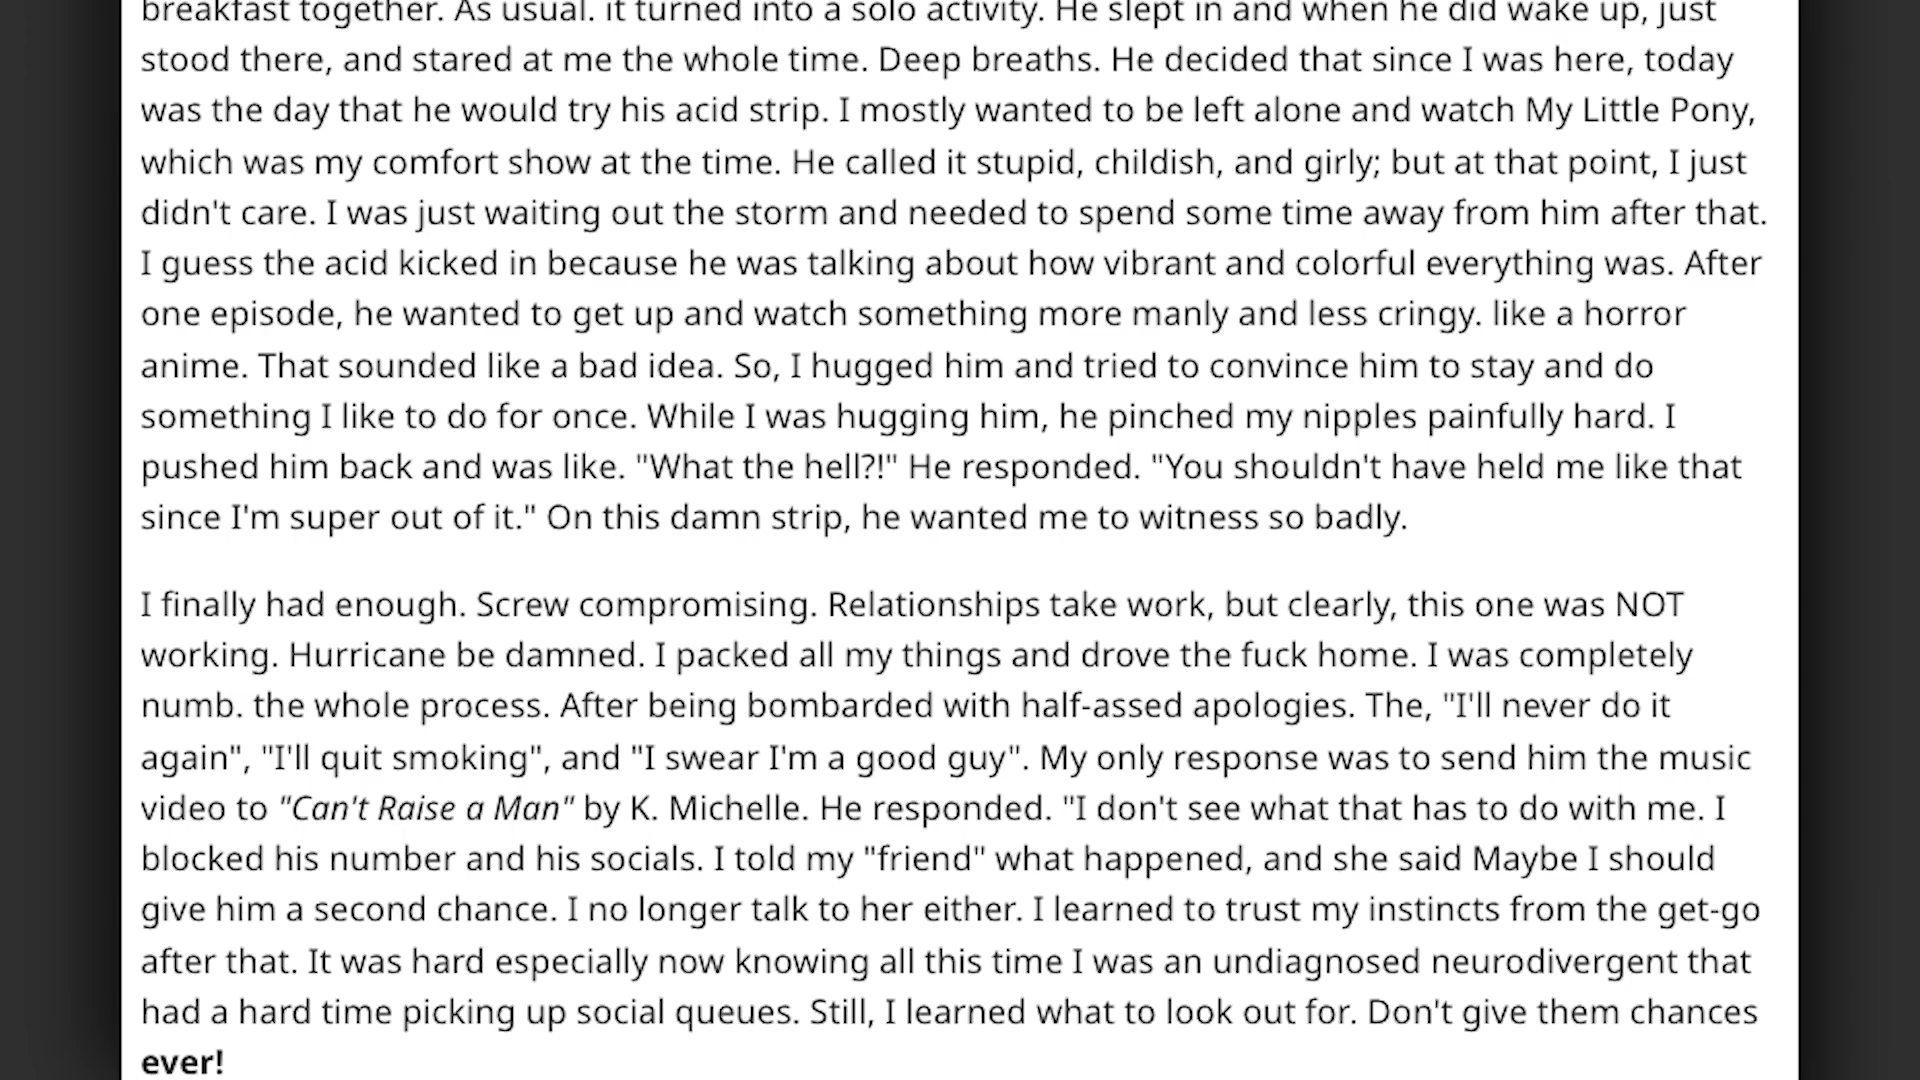 breakfast together. As usual. it turned into a solo activity. He slept in and when he did wake up, just
stood there, and stared at me the whole time. Deep breaths. He decided that since I was here, today
was the day that he would try his acid strip. I mostly wanted to be left alone and watch My Little Pony,
which was my comfort show at the time. He called it stupid, childish, and girly; but at that point, I just
didn't care. I was just waiting out the storm and needed to spend some time away from him after that.
I guess the acid kicked in because he was talking about how vibrant and colorful everything was. After
one episode, he wanted to get up and watch something more manly and less cringy. like a horror
anime. That sounded like a bad idea. So, I hugged him and tried to convince him to stay and do
something I like to do for once. While I was hugging him, he pinched my nipples painfully hard. I
pushed him back and was like. "What the hell?!" He responded. "You shouldn't have held me like that
since I'm super out of it." On this damn strip, he wanted me to witness so badly.
I finally had enough. Screw compromising. Relationships take work, but clearly, this one was NOT
working. Hurricane be damned. I packed all my things and drove the fuck home. I was completely
numb. the whole process. After being bombarded with half-assed apologies. The, "I'll never do it
again", "I'll quit smoking", and "I swear I'm a good guy". My only response was to send him the music
video to "Can't Raise a Man" by K. Michelle. He responded. "I don't see what that has to do with me. I
blocked his number and his socials. I told my "friend" what happened, and she said Maybe I should
give him a second chance. I no longer talk to her either. I learned to trust my instincts from the get-go
after that. It was hard especially now knowing all this time I was an undiagnosed neurodivergent that
had a hard time picking up social queues. Still, I learned what to look out for. Don't give them chances
ever!